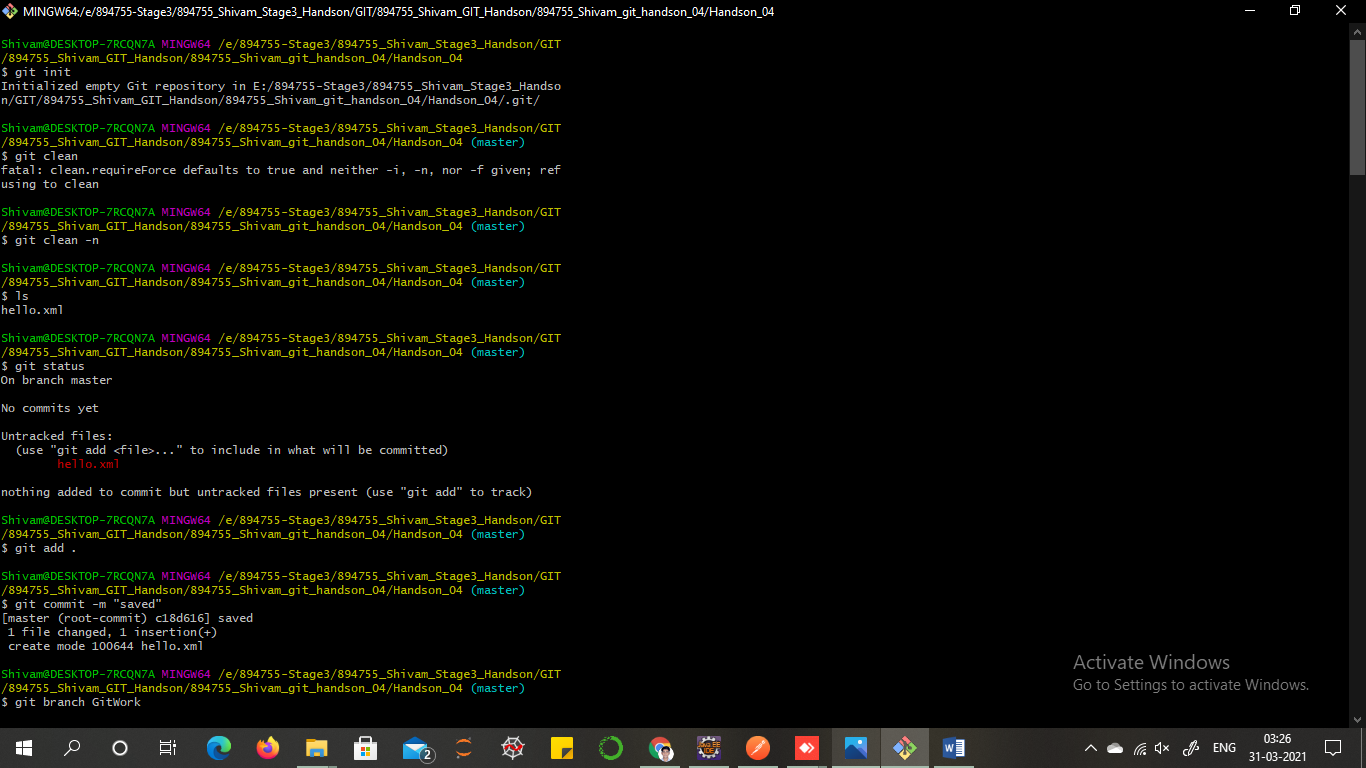 MINGW64:/e/894755-Stage3/894755_Shivam_Stage3_Handson/GIT/894755_Shivam_GIT_Handson/894755_Shivam_git_handson_04/Handson_04
Shivam@DESKTOP-7RCQN7A MINGW64 /e/894755-Stage3/894755_Shivam_Stage3_Handson/GIT
/894755_Shivam_GIT_Handson/894755_Shivam_git_handson_04/Handson_04
$ git init
Initialized empty Git repository in E:/894755-Stage3/894755_Shivam_Stage3_Handso
n/GIT/894755_Shivam_GIT_Handson/894755_Shivam_git_handson_04/Handson_04/.git/
Shivam@DESKTOP-7RCQN7A MINGW64 /e/894755-Stage3/894755_Shivam_Stage3_Handson/GIT
/894755_Shivam_GIT_Handson/894755_Shivam_git_handson_04/Handson_04 (master)
$ git clean
fatal: clean.requireForce defaults to true and neither -i, -n, nor -f given; ref
using to clean
Shivam@DESKTOP-7RCQN7A MINGW64 /e/894755-Stage3/894755_Shivam_Stage3_Handson/GIT
/894755_Shivam_GIT_Handson/894755_Shivam_git_handson_04/Handson_04 (master)
$ git clean -n
Shivam@DESKTOP-7RCQN7A MINGW64 /e/894755-Stage3/894755_Shivam_Stage3_Handson/GIT
/894755_Shivam_GIT_Handson/894755_Shivam_git_handson_04/Handson_04 (master)
$ ls
hello.xml
Shivam@DESKTOP-7RCQN7A MINGW64 /e/894755-Stage3/894755_Shivam_Stage3_Handson/GIT
/894755_Shivam_GIT_Handson/894755_Shivam_git_handson_04/Handson_04 (master)
$ git status
On branch master
No commits yet
Untracked files:
(use "git add <file>..." to include in what will be committed)
hello.xml
nothing added to commit but untracked files present (use "git add" to track)
Shivam@DESKTOP-7RCQN7A MINGW64 /e/894755-Stage3/894755_Shivam_Stage3_Handson/GIT
/894755_Shivam_GIT_Handson/894755_Shivam_git_handson_04/Handson_04 (master)
$ git add .
Shivam@DESKTOP-7RCQN7A MINGW64 /e/894755-Stage3/894755_Shivam_Stage3_Handson/GIT
/894755_Shivam_GIT_Handson/894755_Shivam_git_handson_04/Handson_04 (master)
$ git commit -m "saved"
[master (root-commit) c18d616] saved
1 file changed, 1 insertion(+)
create mode 100644 hello.xml
Shivam@DESKTOP-7RCQN7A MINGW64 /e/894755-Stage3/894755_Shivam_Stage3_Handson/GIT
/894755_Shivam_GIT_Handson/894755_Shivam_git_handson_04/Handson_04 (master)
$ git branch GitWork
Activate Windows
Go to Settings to activate Windows.
2
ENG
03:26
31-03-2021